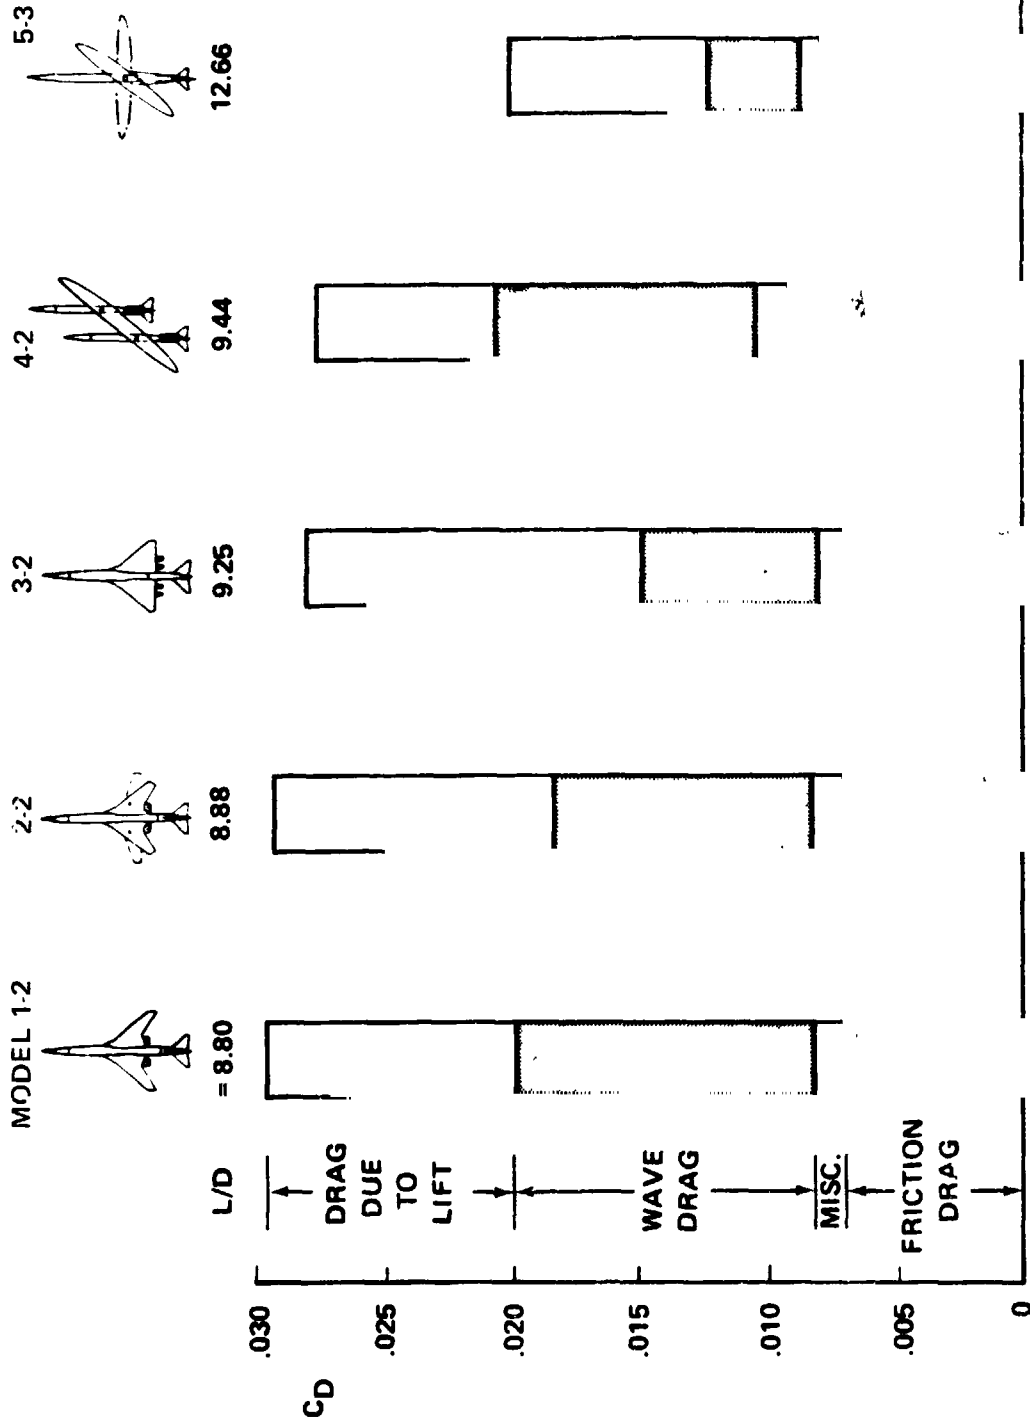 MODEL 1-2
2-2
3-2
4-2
5-3
L/D = 8.80
8.88
9.25
9.44
12.66
CD
.030
.025
.020
.015
.010
.005
0
DRAG
DUE
TO
LIFT
WAVE
DRAG
MISC.
FRICTION
DRAG